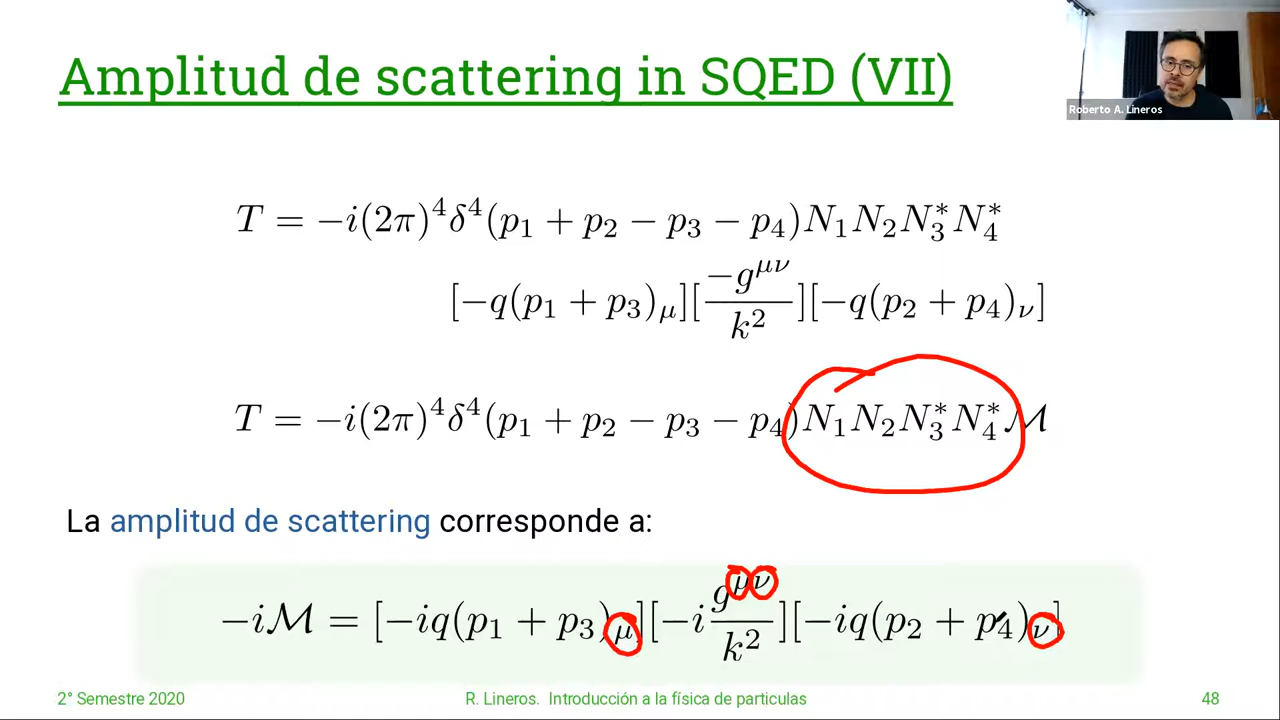 Amplitud de scattering in SQED (VII)
Roberto A. Lineros
T = −i(2π)⁴δ⁴(p₁ + p₂ − p₃ − p₄)N₁N₂N₃*N₄*
[−q(p₁ + p₃)_μ][\frac{−g^{μν}}{k²}][−q(p₂ + p₄)_ν]
T = −i(2π)⁴δ⁴(p₁ + p₂ − p₃ − p₄)N₁N₂N₃*N₄*ℳ
La amplitud de scattering corresponde a:
−iℳ = [−iq(p₁ + p₃)_μ][−i\frac{g^{μν}}{k²}][−iq(p₂ + p₄)_ν]
2° Semestre 2020
R. Lineros. Introducción a la física de particulas
48